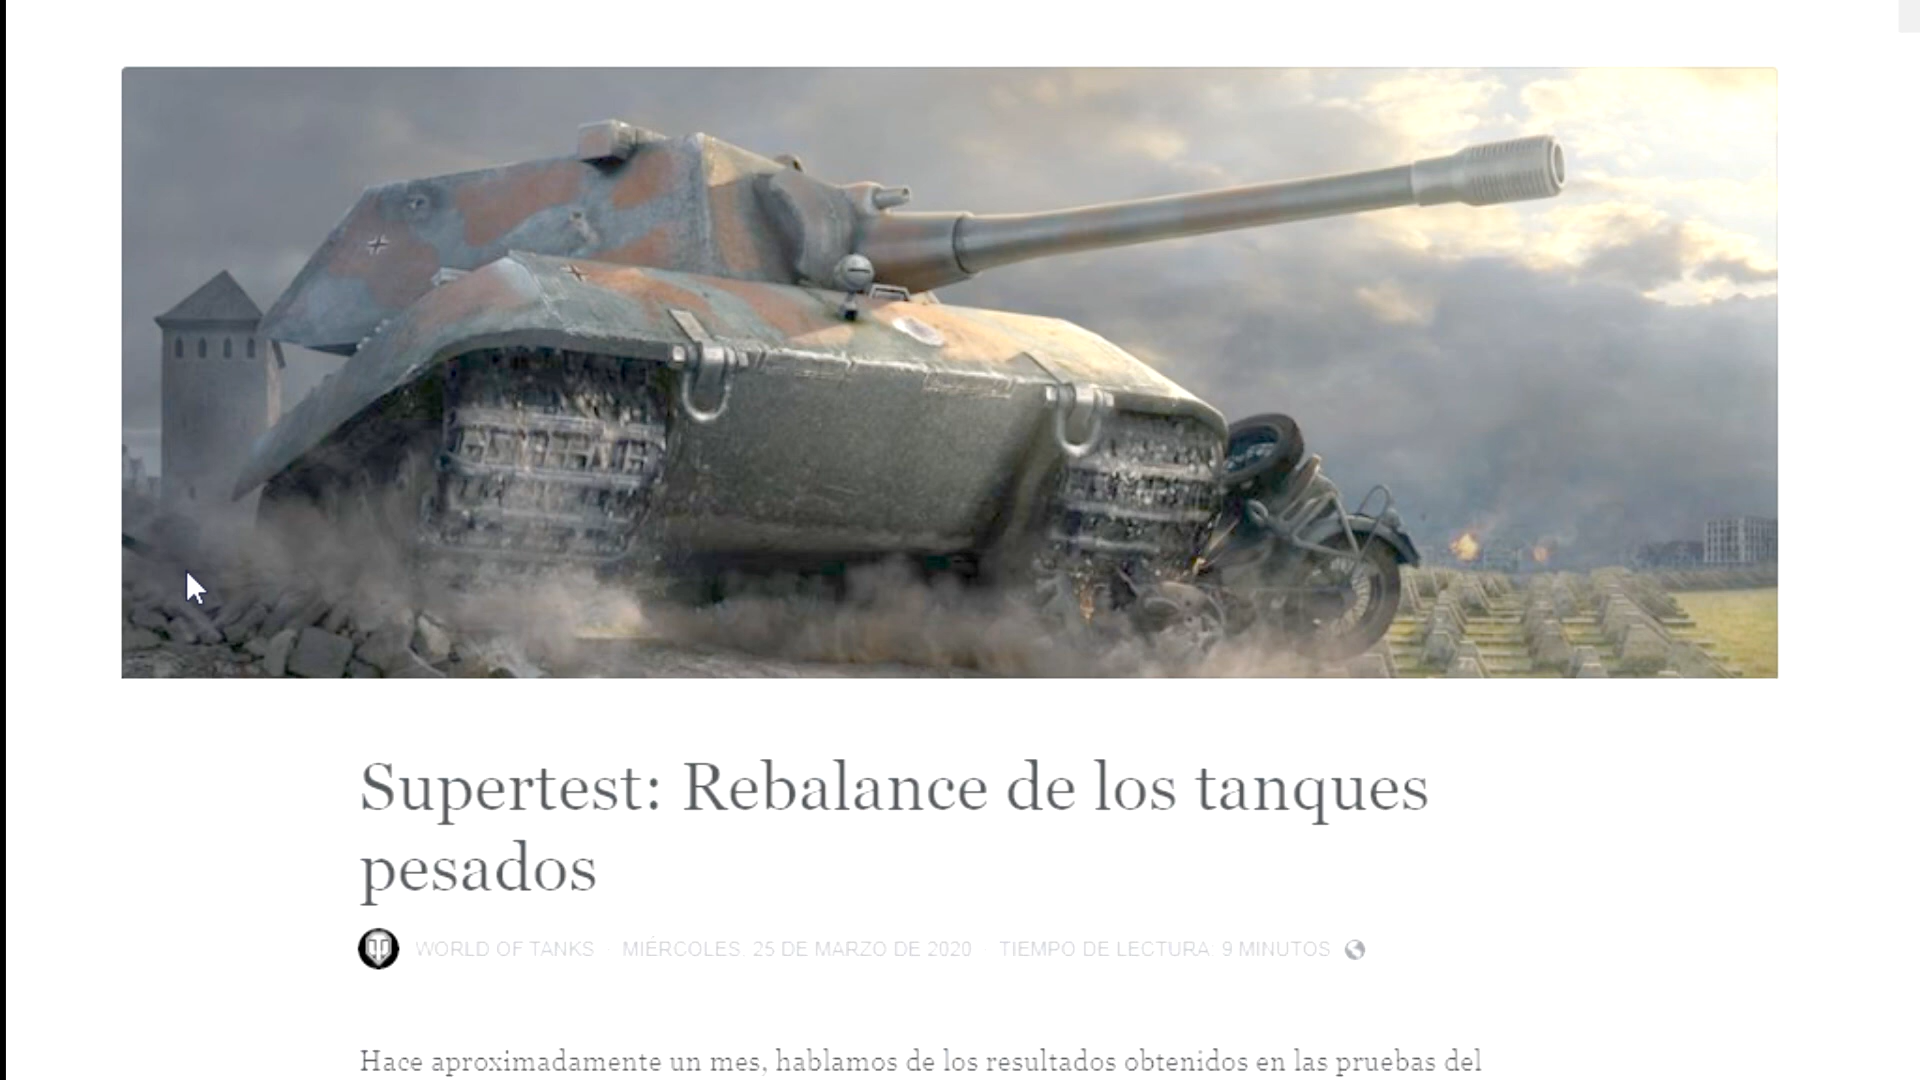 Supertest: Rebalance de los tanques
pesados
WORLD OF TANKS · MIÉRCOLES, 25 DE MARZO DE 2020 · TIEMPO DE LECTURA: 9 MINUTOS
Hace aproximadamente un mes, hablamos de los resultados obtenidos en las pruebas del